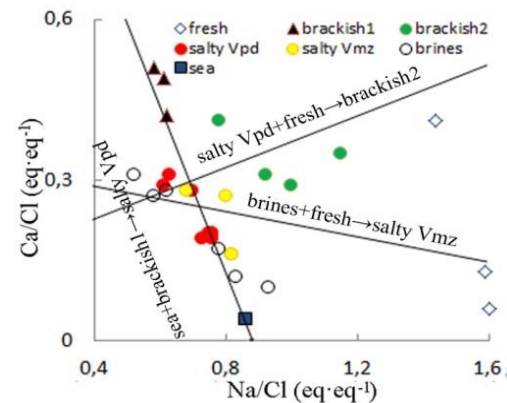 fresh brackish1 brackish2
salty Vpd salty Vmz brines
sea
0,6
0,3
0
Ca/Cl (eq·eq⁻¹)
salty Vpd+fresh→brackish2
brines+fresh→salty Vmz
sea+brackish1→salty Vpd
0,4 0,8 1,2 1,6
Na/Cl (eq·eq⁻¹)